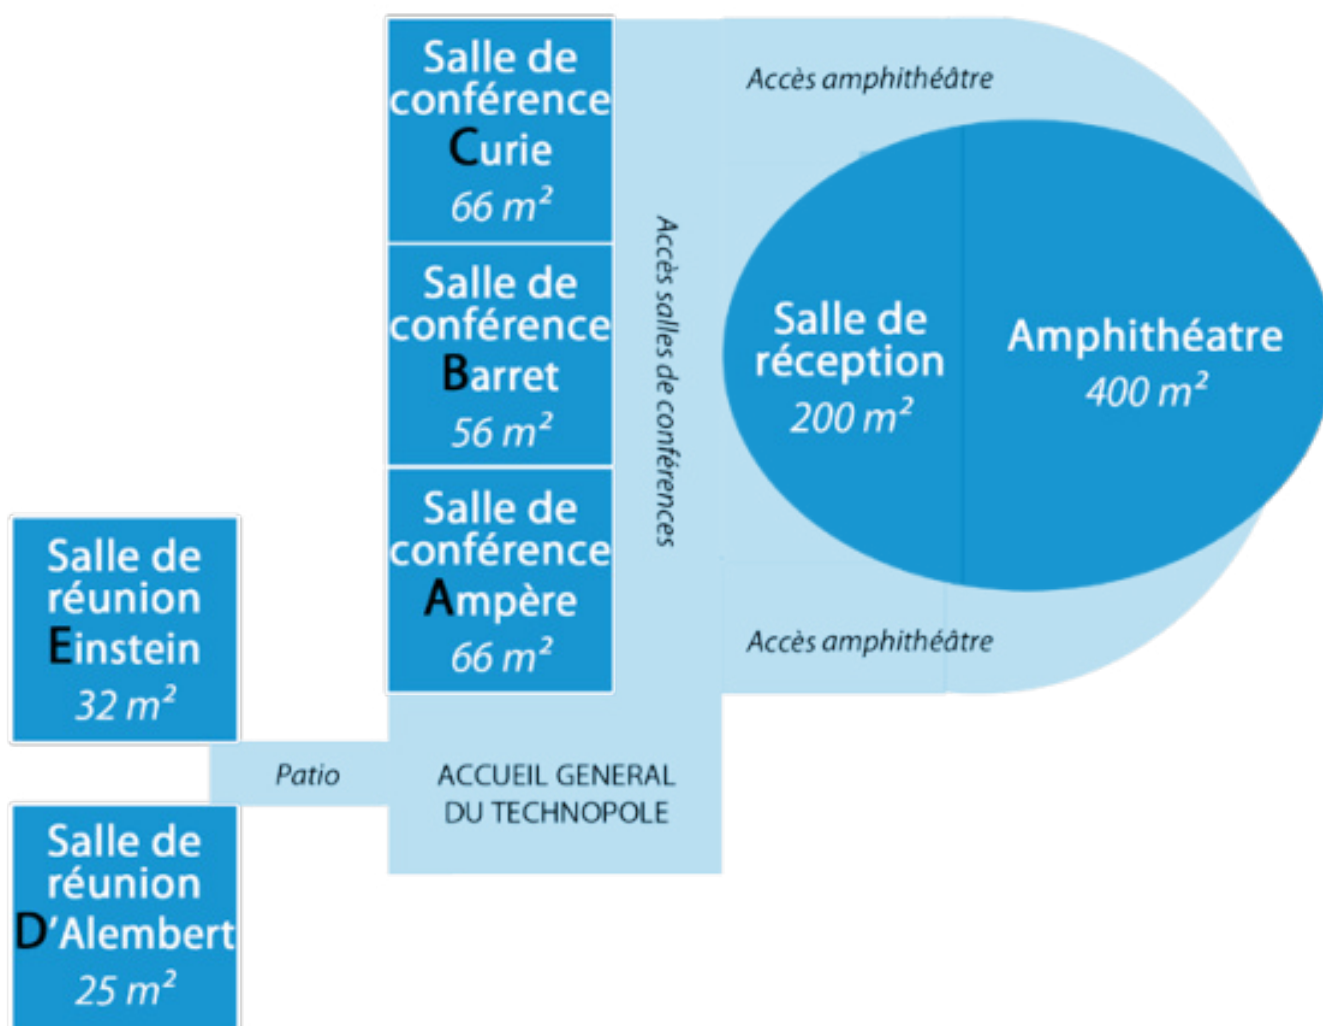 Salle de
conférence
Curie
66 m²
Salle de
conférence
Barret
56 m²
Salle de
conférence
Ampère
66 m²
Accès salles de conférences
Accès amphithéâtre
Salle de
réception
200 m²
Amphithéatre
400 m²
Accès amphithéâtre
Salle de
réunion
Einstein
32 m²
Patio
ACCUEIL GENERAL
DU TECHNOPOLE
Salle de
réunion
D'Alembert
25 m²